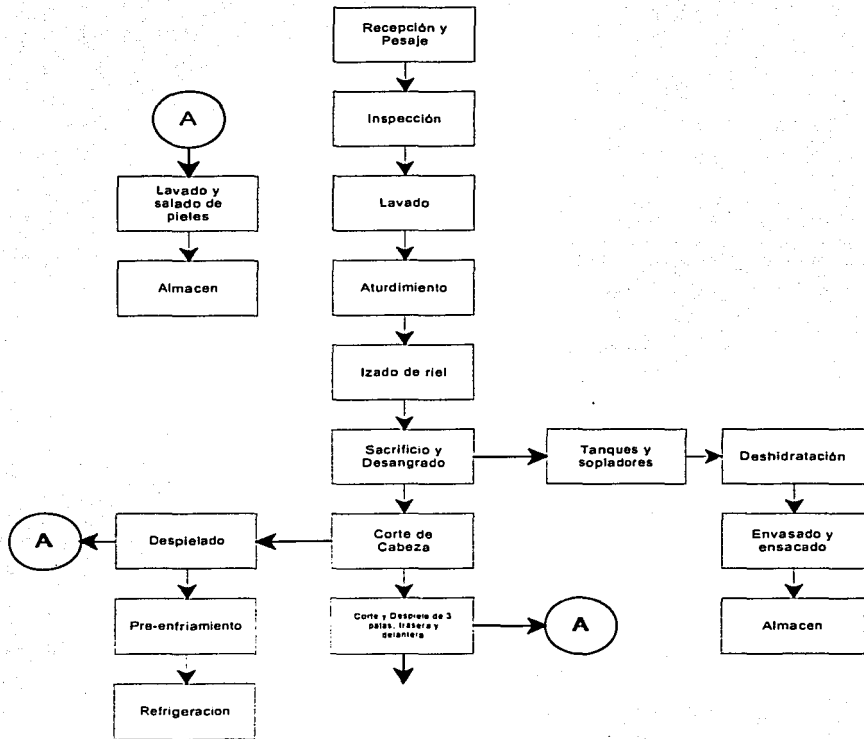 Recepción y
Pesaje
A
Inspección
Lavado y
salado de
pieles
Lavado
Almacen
Aturdimiento
Izado de riel
Sacrificio y
Desangrado
Tanques y
sopladores
Deshidratación
A
Despielado
Corte de
Cabeza
Envasado y
ensacado
Pre-enfriamiento
Corte y Despiele de 3
patas, trasera y
delantera
A
Almacen
Refrigeracion